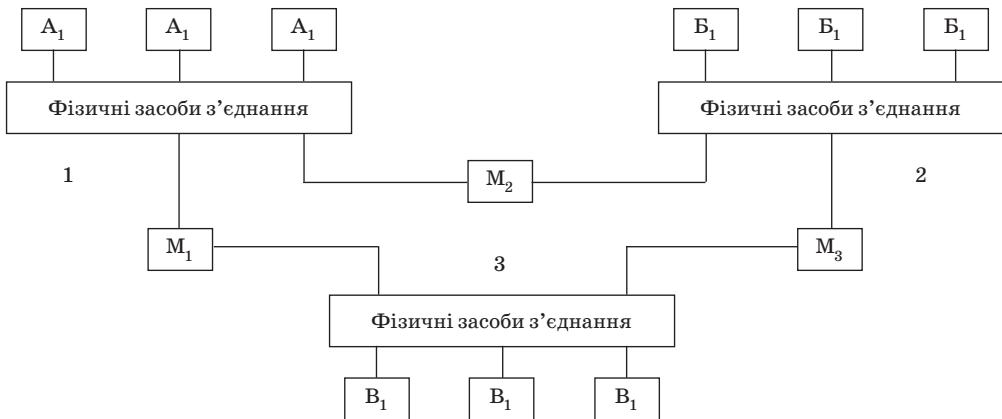 А₁ А₁ А₁ Б₁ Б₁ Б₁
Фізичні засоби з’єднання Фізичні засоби з’єднання
1 М₂ 2
М₁ 3 М₃
Фізичні засоби з’єднання
В₁ В₁ В₁